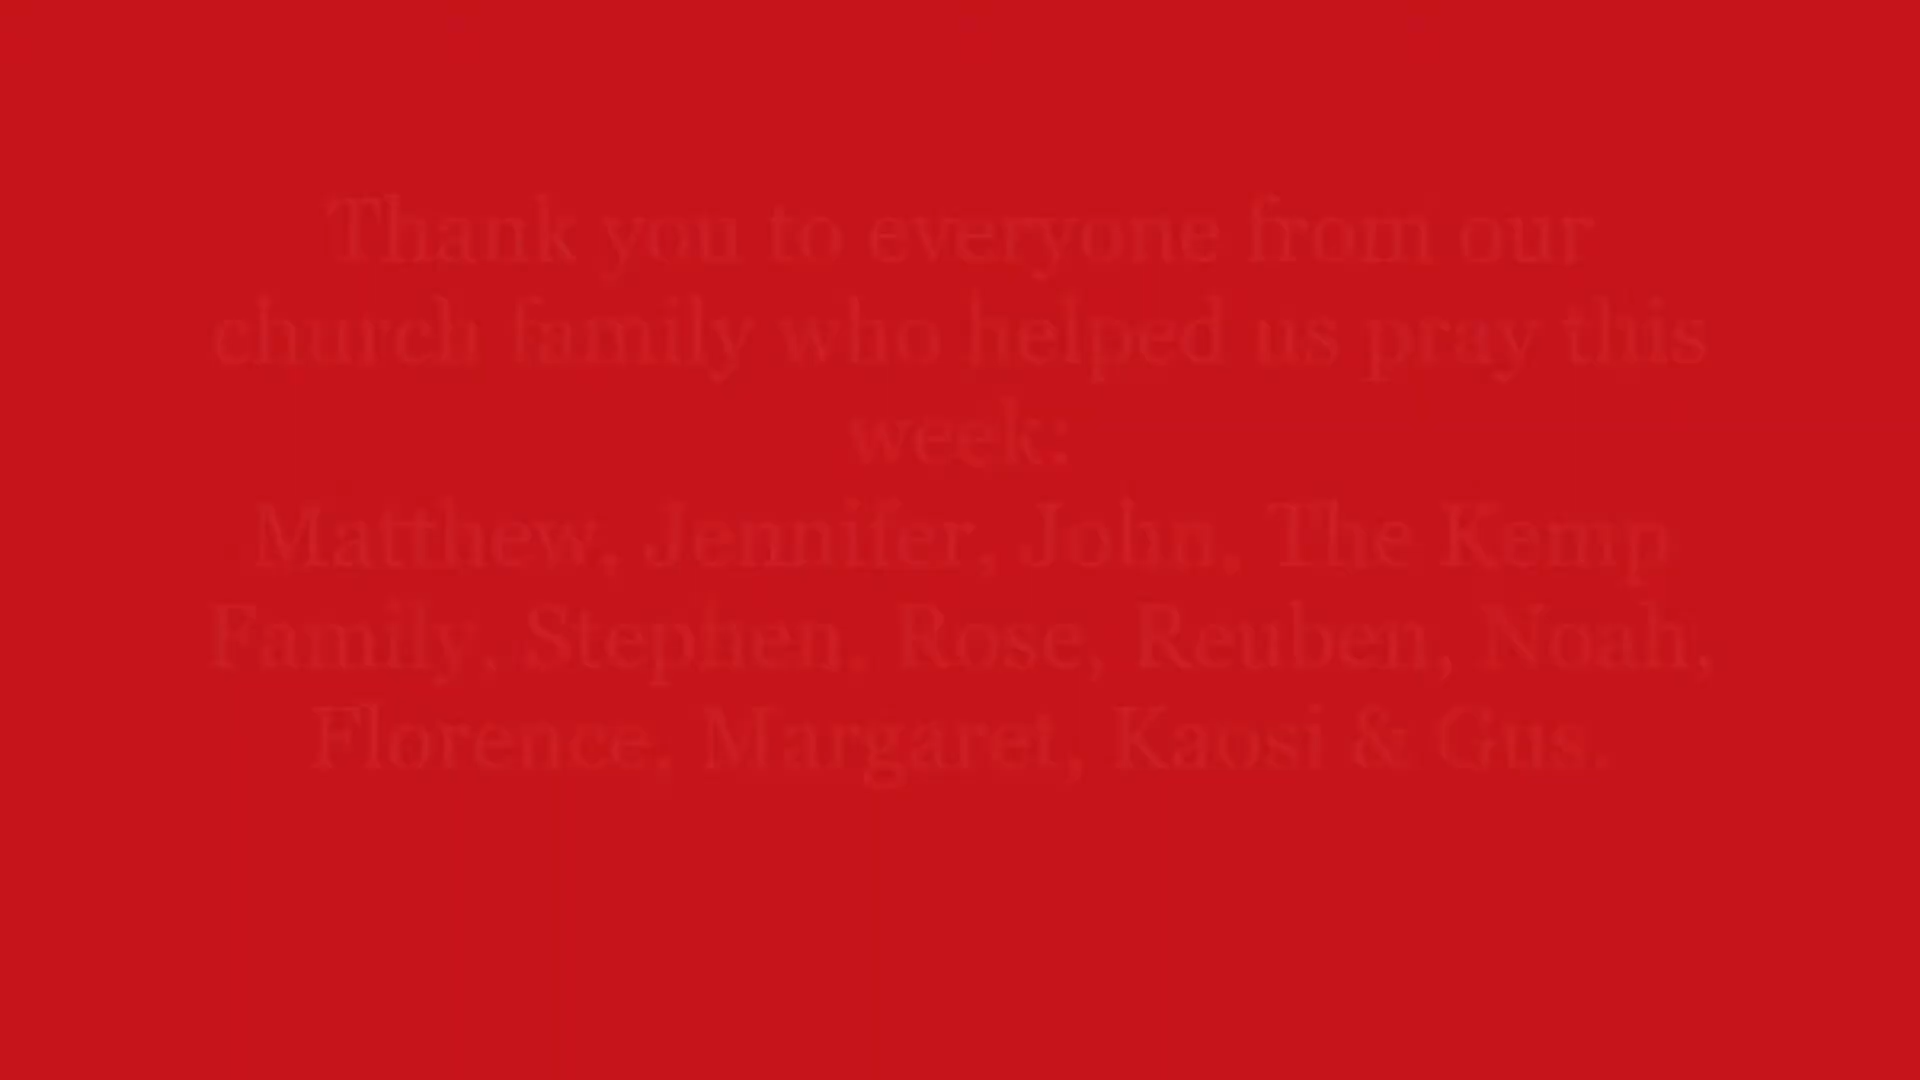 Thank you to everyone from our
church family who helped us pray this
week:
Matthew, Jennifer, John, The Kemp
Family, Stephen, Rose, Reuben, Noah,
Florence, Margaret, Kaosi & Gus.